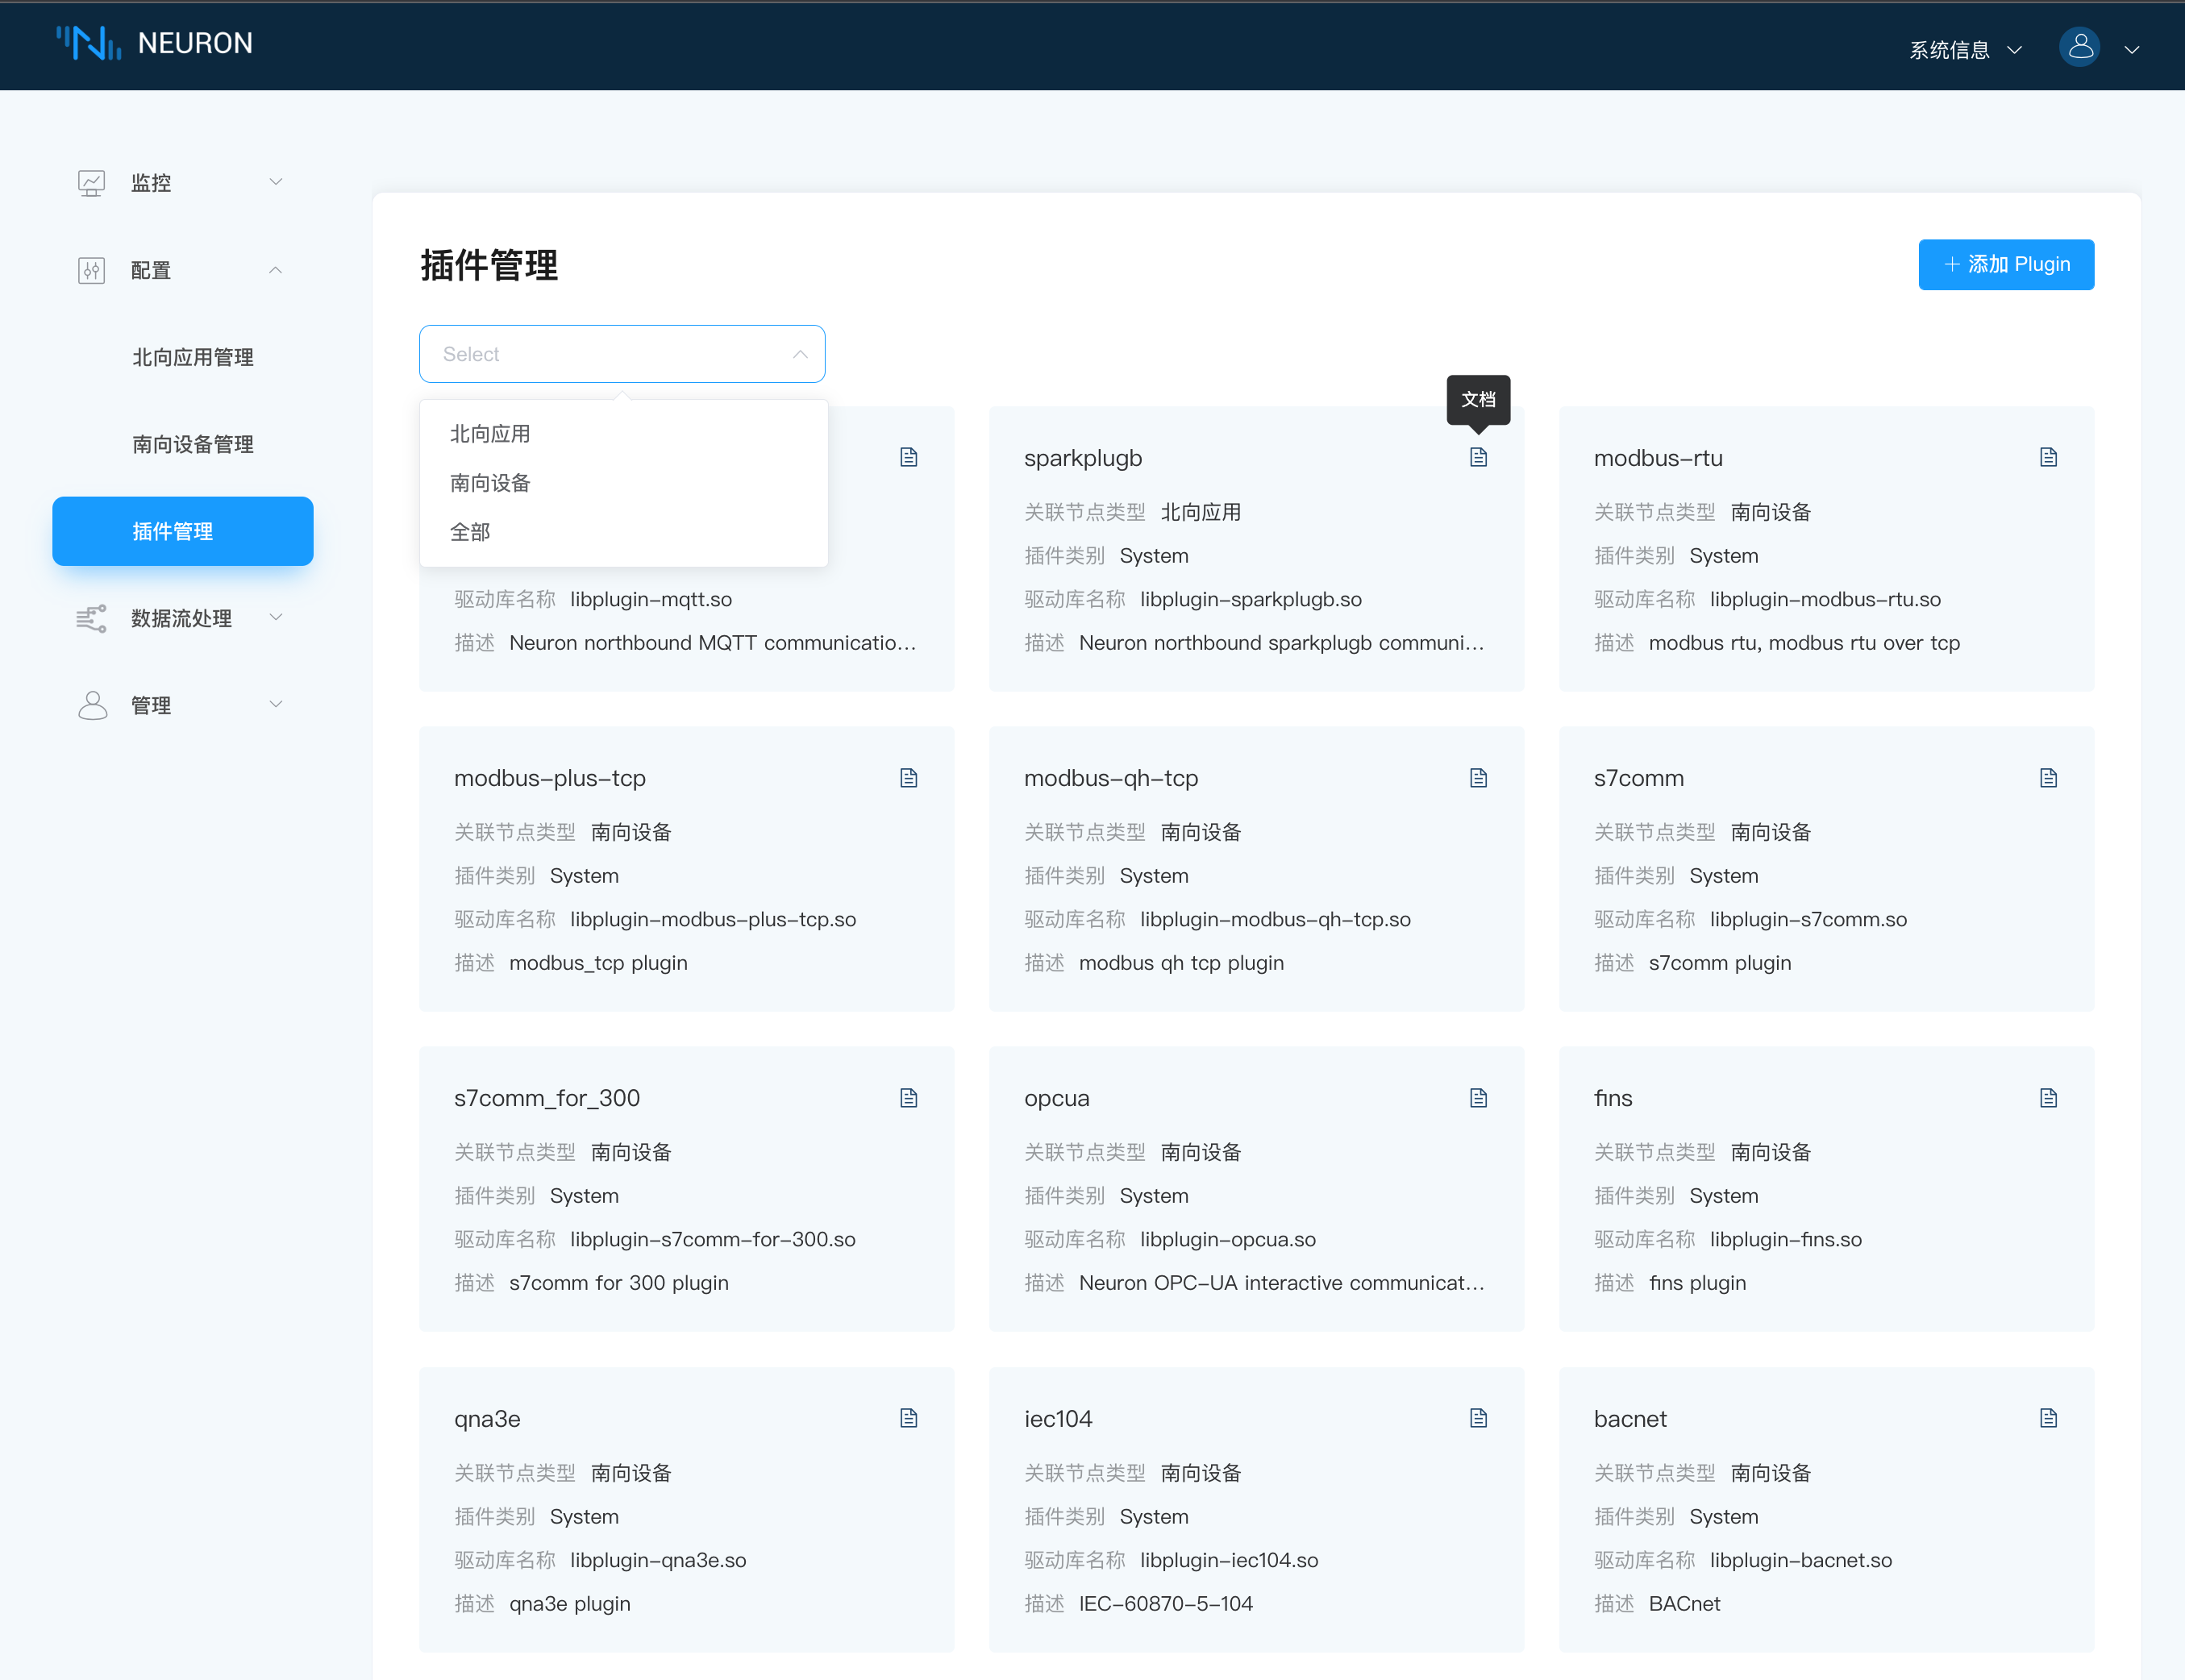 NEURON
系统信息
监控
配置
北向应用管理
南向设备管理
插件管理
数据流处理
管理
插件管理
添加 Plugin
Select
北向应用
南向设备
全部
驱动库名称 libplugin-mqtt.so
描述 Neuron northbound MQTT communicatio...
文档
sparkplugb
关联节点类型 北向应用
插件类别 System
驱动库名称 libplugin-sparkplugb.so
描述 Neuron northbound sparkplugb communi...
modbus-rtu
关联节点类型 南向设备
插件类别 System
驱动库名称 libplugin-modbus-rtu.so
描述 modbus rtu, modbus rtu over tcp
modbus-plus-tcp
关联节点类型 南向设备
插件类别 System
驱动库名称 libplugin-modbus-plus-tcp.so
描述 modbus_tcp plugin
modbus-qh-tcp
关联节点类型 南向设备
插件类别 System
驱动库名称 libplugin-modbus-qh-tcp.so
描述 modbus qh tcp plugin
s7comm
关联节点类型 南向设备
插件类别 System
驱动库名称 libplugin-s7comm.so
描述 s7comm plugin
s7comm_for_300
关联节点类型 南向设备
插件类别 System
驱动库名称 libplugin-s7comm-for-300.so
描述 s7comm for 300 plugin
opcua
关联节点类型 南向设备
插件类别 System
驱动库名称 libplugin-opcua.so
描述 Neuron OPC-UA interactive communicat...
fins
关联节点类型 南向设备
插件类别 System
驱动库名称 libplugin-fins.so
描述 fins plugin
qna3e
关联节点类型 南向设备
插件类别 System
驱动库名称 libplugin-qna3e.so
描述 qna3e plugin
iec104
关联节点类型 南向设备
插件类别 System
驱动库名称 libplugin-iec104.so
描述 IEC-60870-5-104
bacnet
关联节点类型 南向设备
插件类别 System
驱动库名称 libplugin-bacnet.so
描述 BACnet